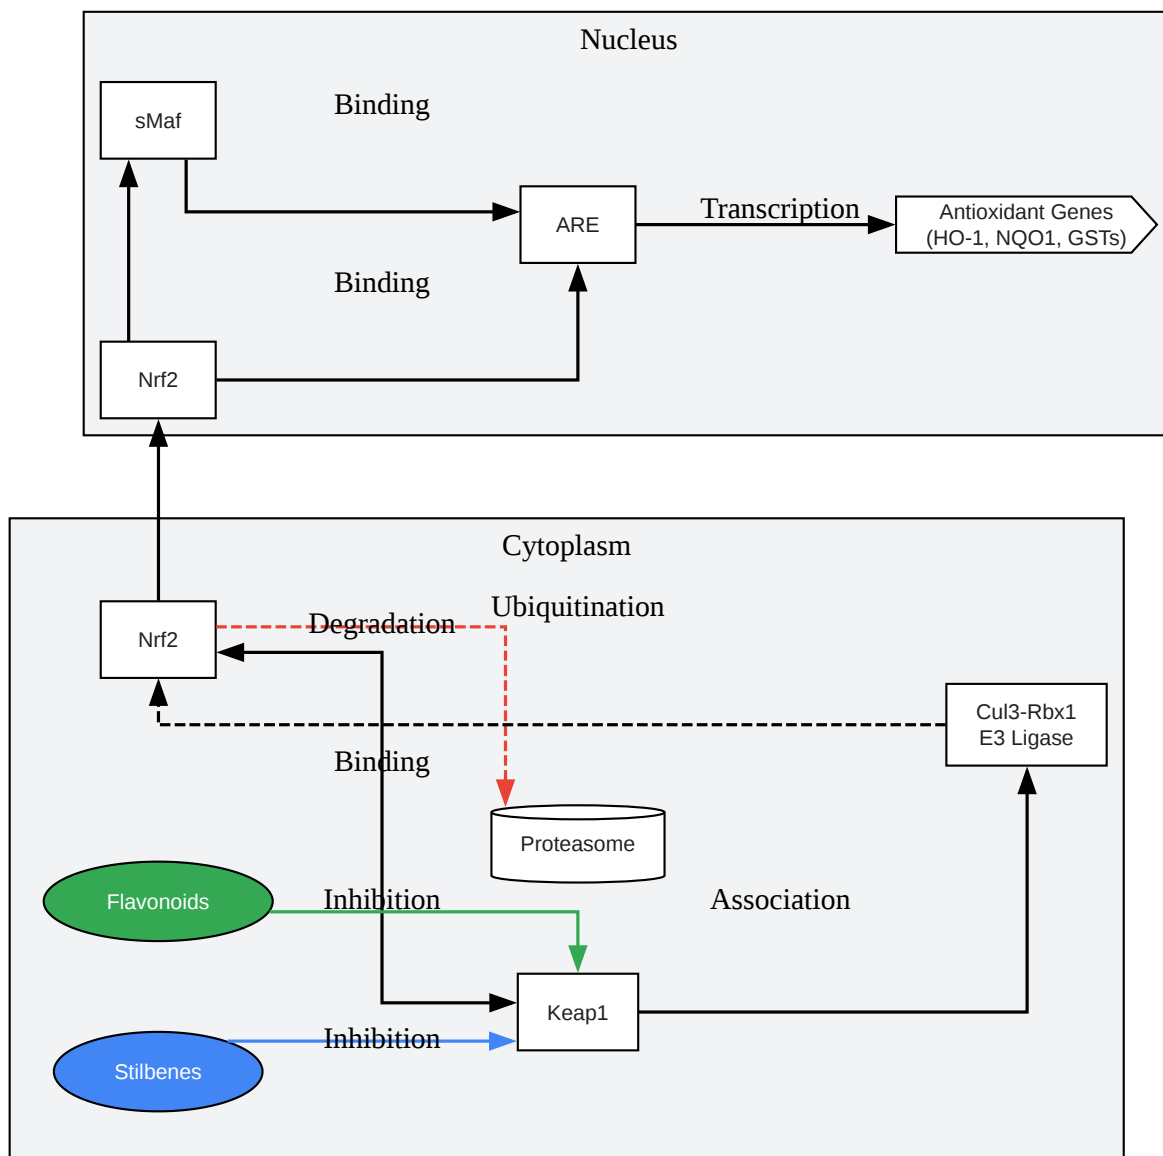 Nucleus
sMaf
Binding
ARE
Transcription
Antioxidant Genes
(HO-1, NQO1, GSTs)
Binding
Nrf2
Cytoplasm
Nrf2
Degradation
Ubiquitination
Cul3-Rbx1
E3 Ligase
Binding
Proteasome
Flavonoids
Inhibition
Association
Keap1
Stilbenes
Inhibition